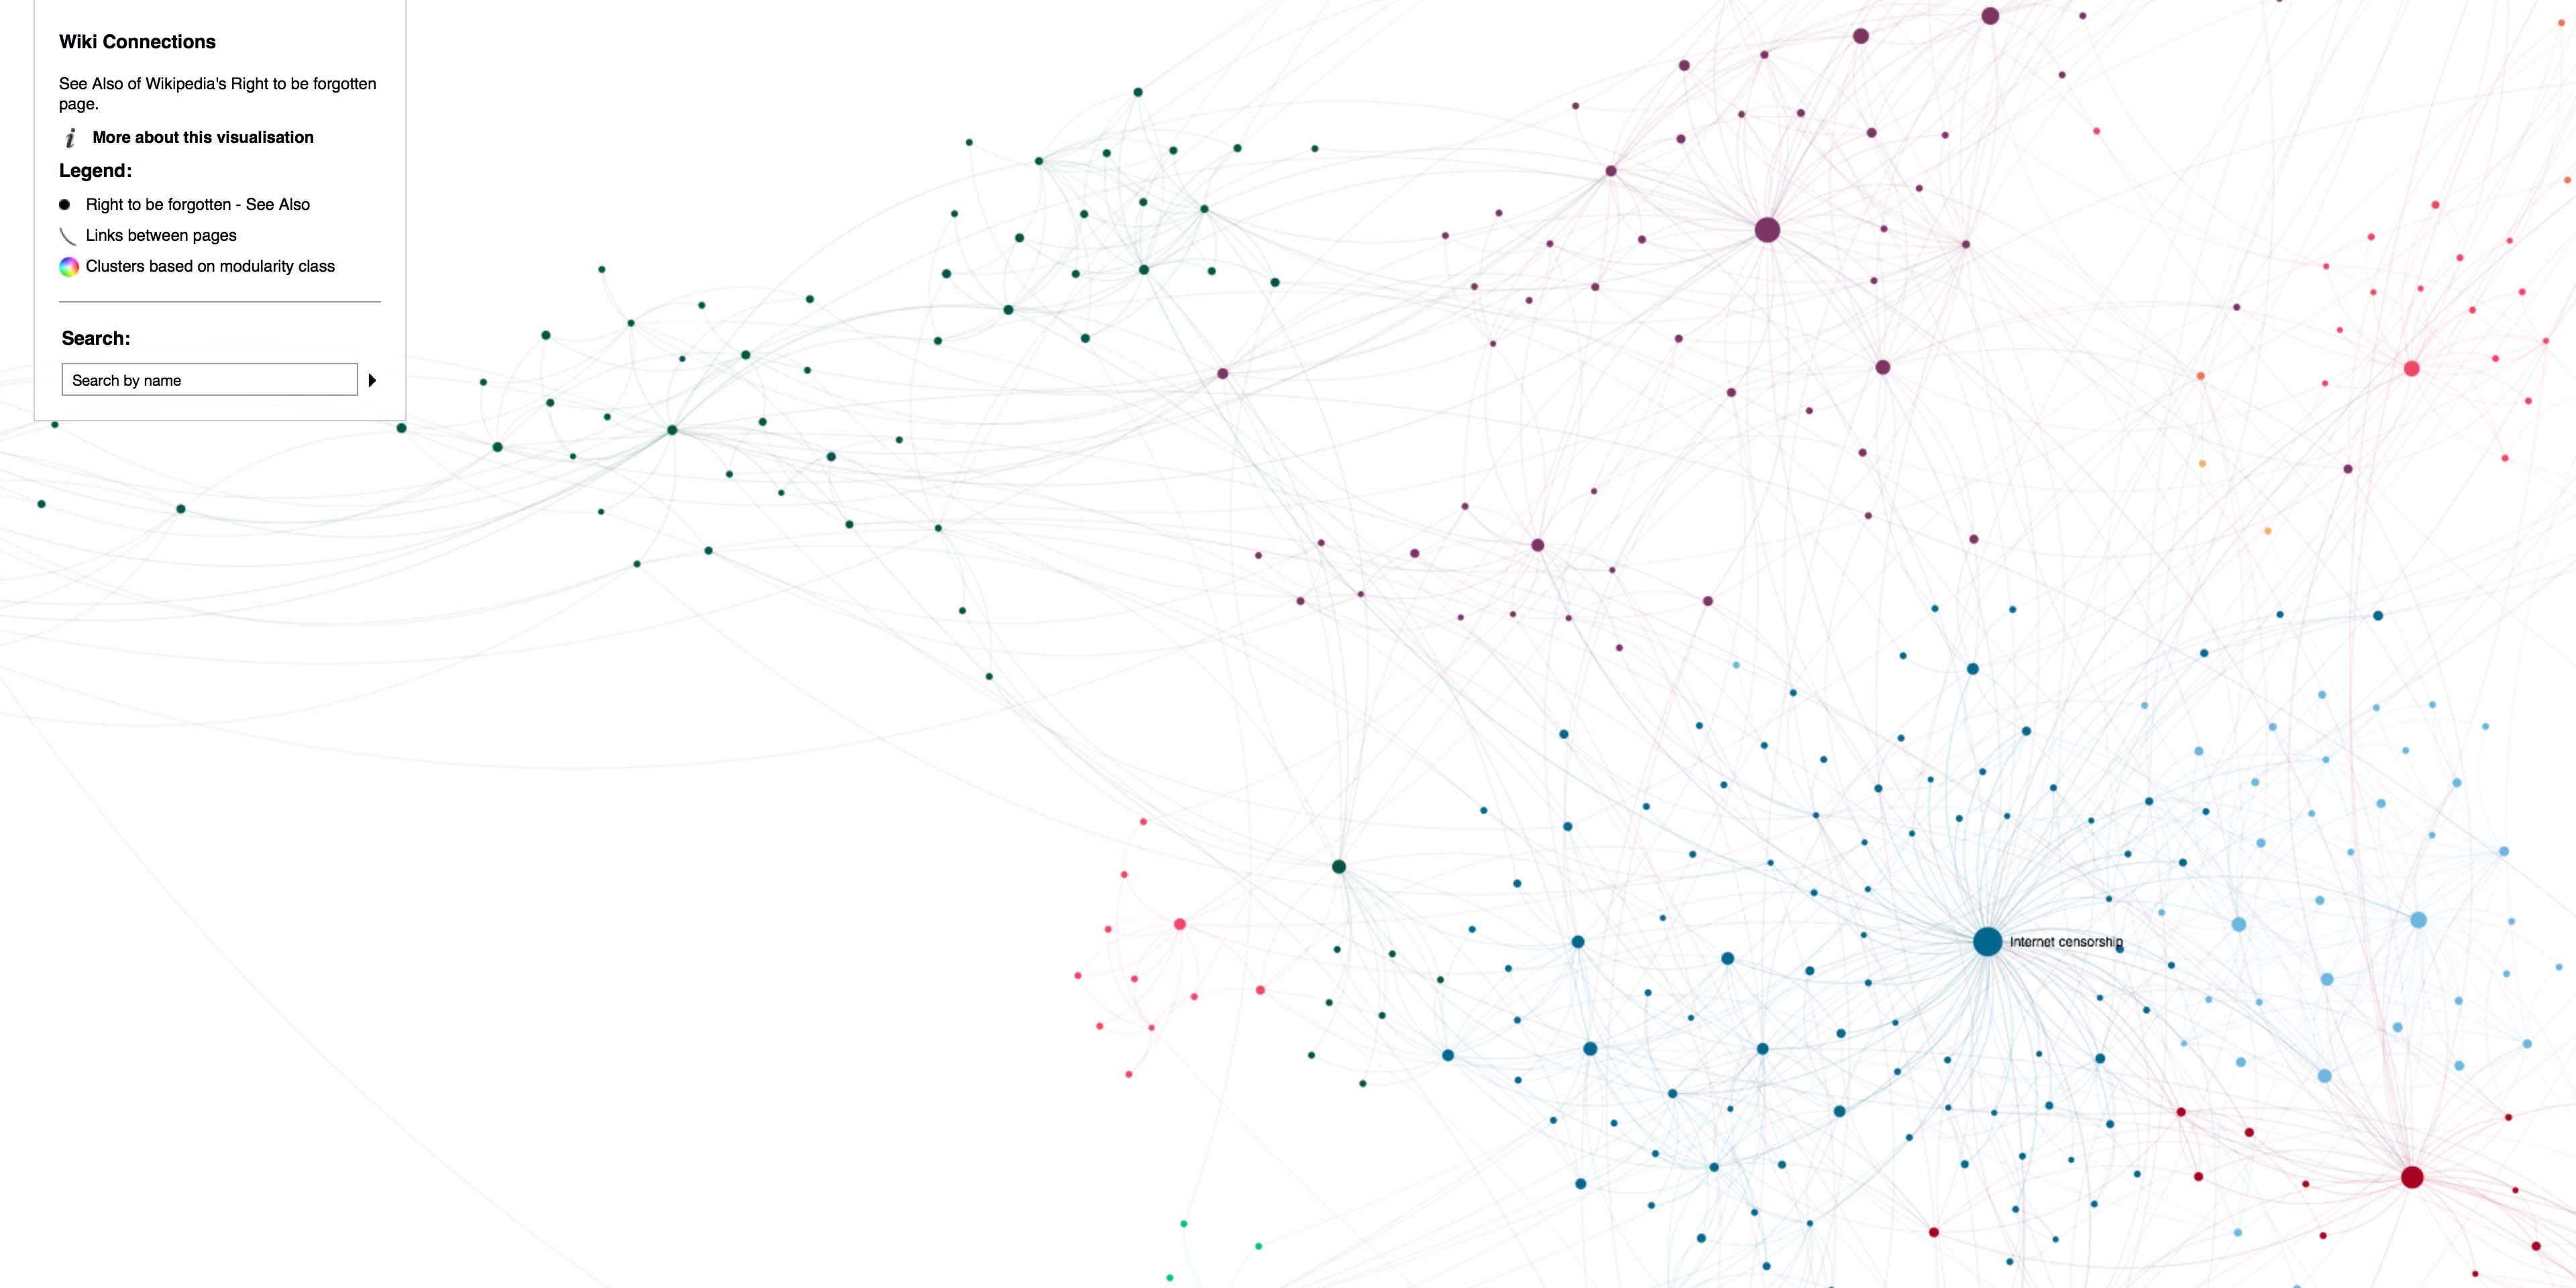 Wiki Connections
See Also of Wikipedia's Right to be forgotten
page.
i More about this visualisation
Legend:
Right to be forgotten - See Also
Links between pages
Clusters based on modularity class
Search:
Search by name
Internet censorship